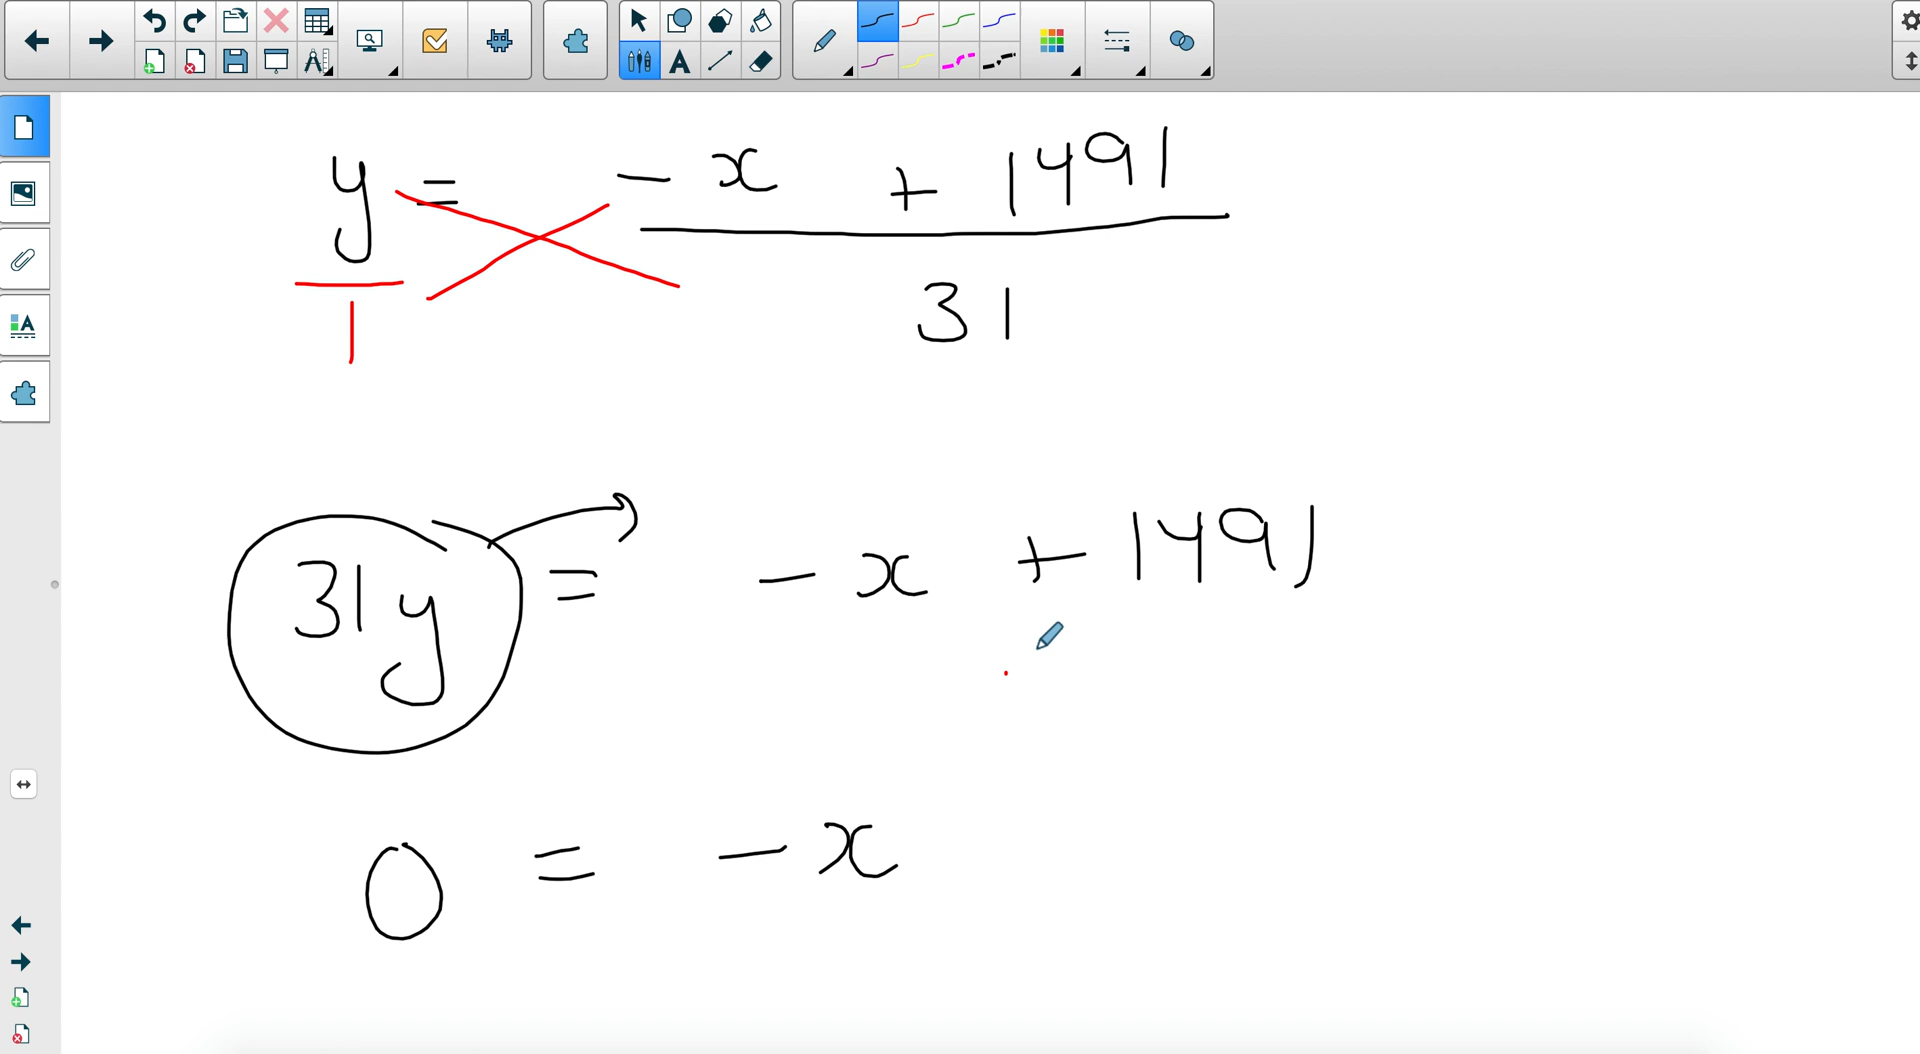 y = - x + 1491
1 31
31y = - x + 1491
0 = - x